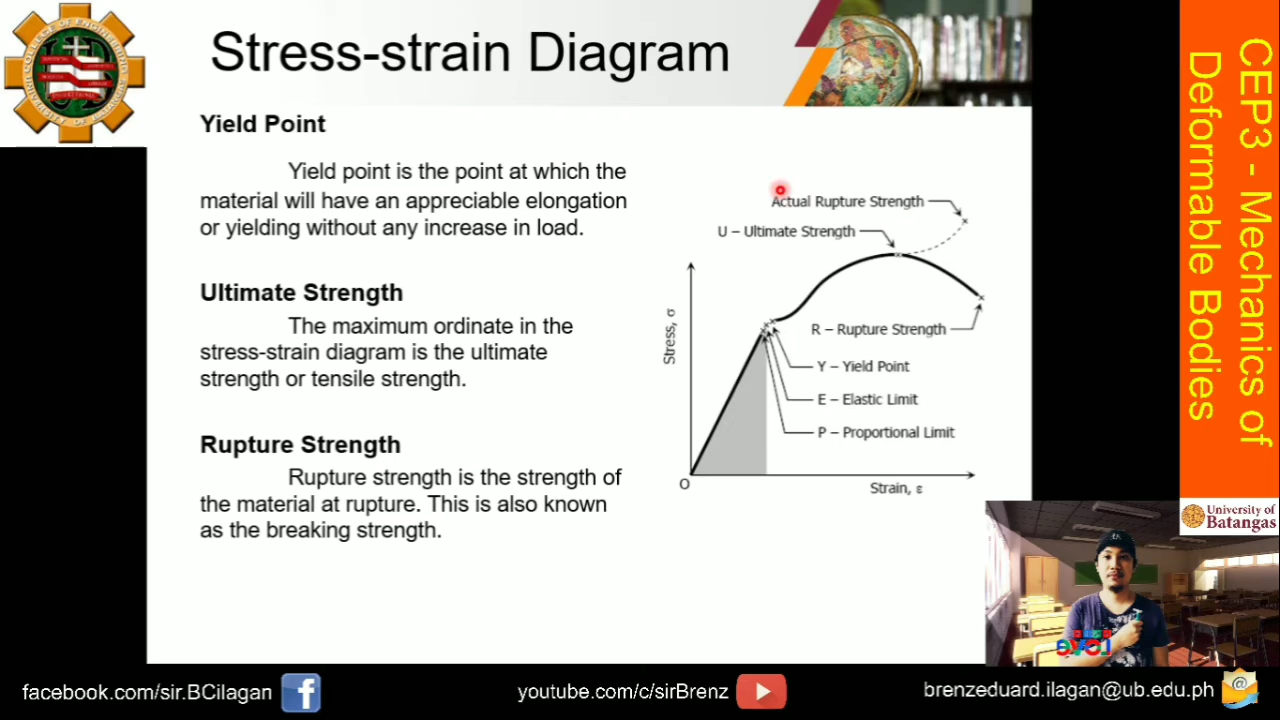 Stress-strain Diagram
Yield Point
Yield point is the point at which the
material will have an appreciable elongation
or yielding without any increase in load.
Ultimate Strength
The maximum ordinate in the
stress-strain diagram is the ultimate
strength or tensile strength.
Rupture Strength
Rupture strength is the strength of
the material at rupture. This is also known
as the breaking strength.
Actual Rupture Strength
U – Ultimate Strength
R – Rupture Strength
Y – Yield Point
E – Elastic Limit
P – Proportional Limit
Stress, σ
O
Strain, ε
CEP3 - Mechanics of
Deformable Bodies
University of
Batangas
LOVE
facebook.com/sir.BCilagan
youtube.com/c/sirBrenz
brenzeduard.ilagan@ub.edu.ph